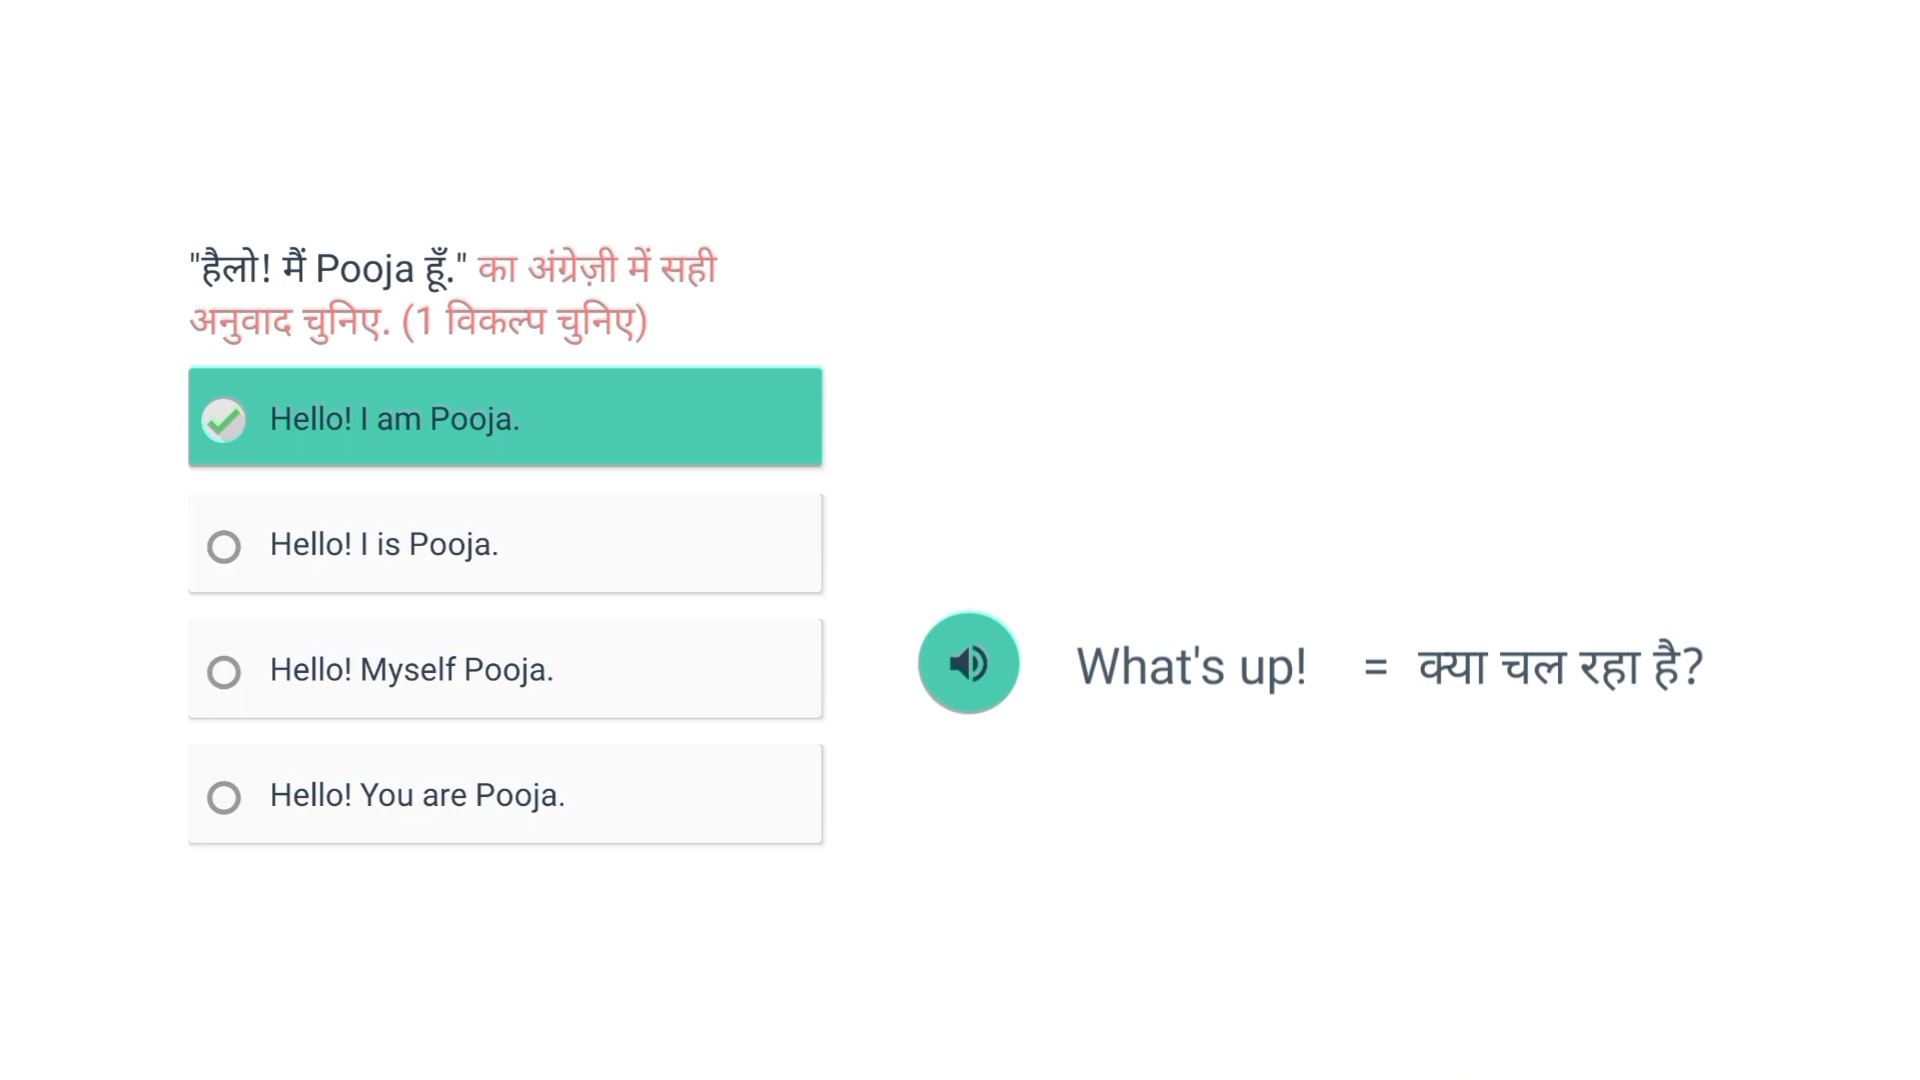 "हैलो! मैं Pooja हूँ." का अंग्रेज़ी में सही
अनुवाद चुनिए. (1 विकल्प चुनिए)
Hello! I am Pooja.
Hello! I is Pooja.
Hello! Myself Pooja.
Hello! You are Pooja.
What's up! = क्या चल रहा है?